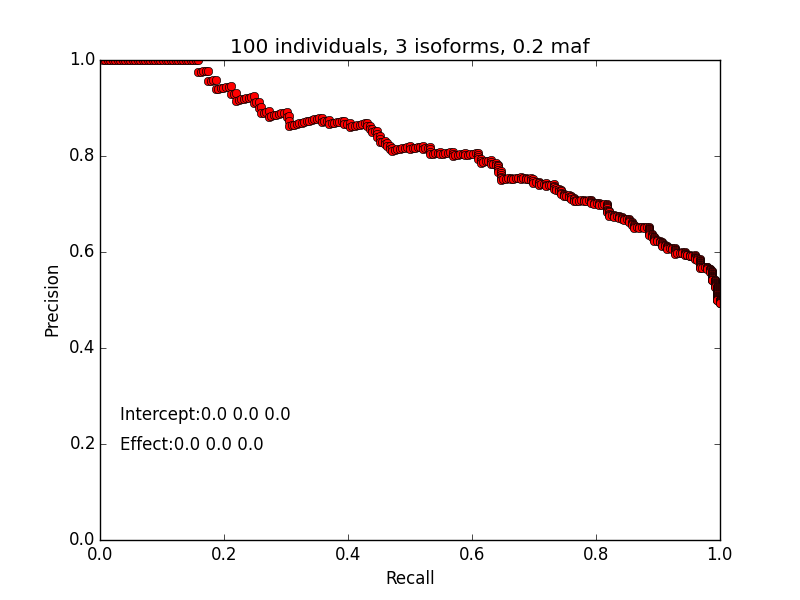 100 individuals, 3 isoforms, 0.2 maf
1.0
0.8
0.6
0.4
0.2
0.0
Precision
Intercept:0.0 0.0 0.0
Effect:0.0 0.0 0.0
0.0 0.2 0.4 0.6 0.8 1.0
Recall